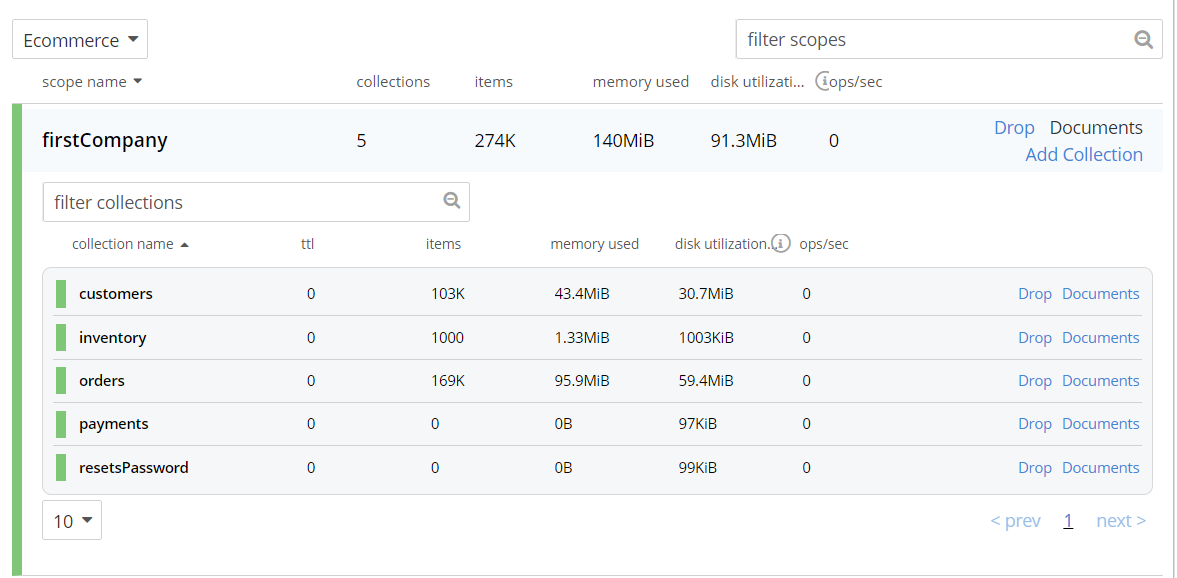 Ecommerce filter scopes
scope name collections items memory used disk utilizati... ops/sec
firstCompany 5 274K 140MiB 91.3MiB 0 Drop Documents
Add Collection
filter collections
collection name ttl items memory used disk utilization... ops/sec
customers 0 103K 43.4MiB 30.7MiB 0 Drop Documents
inventory 0 1000 1.33MiB 1003KiB 0 Drop Documents
orders 0 169K 95.9MiB 59.4MiB 0 Drop Documents
payments 0 0 0B 97KiB 0 Drop Documents
resetsPassword 0 0 0B 99KiB 0 Drop Documents
10 < prev 1 next >